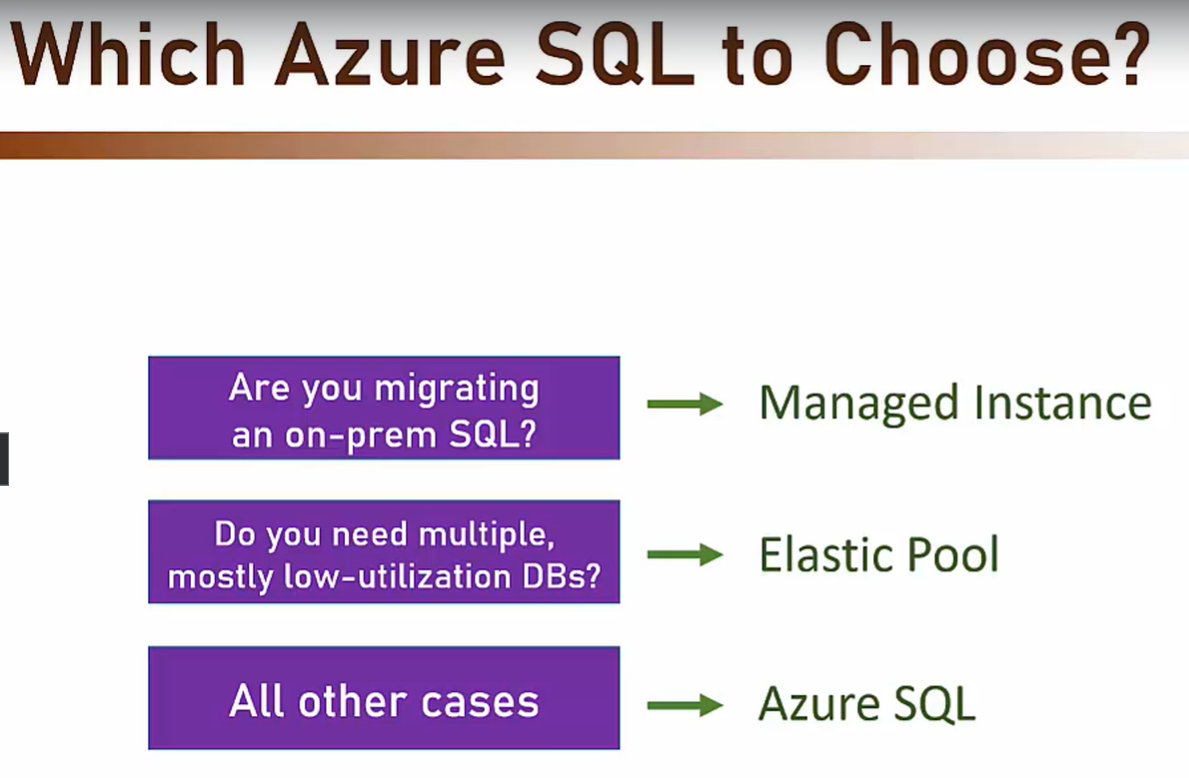 Which Azure SQL to Choose?
Are you migrating
an on-prem SQL?
Managed Instance
Do you need multiple,
mostly low-utilization DBs?
Elastic Pool
All other cases
Azure SQL